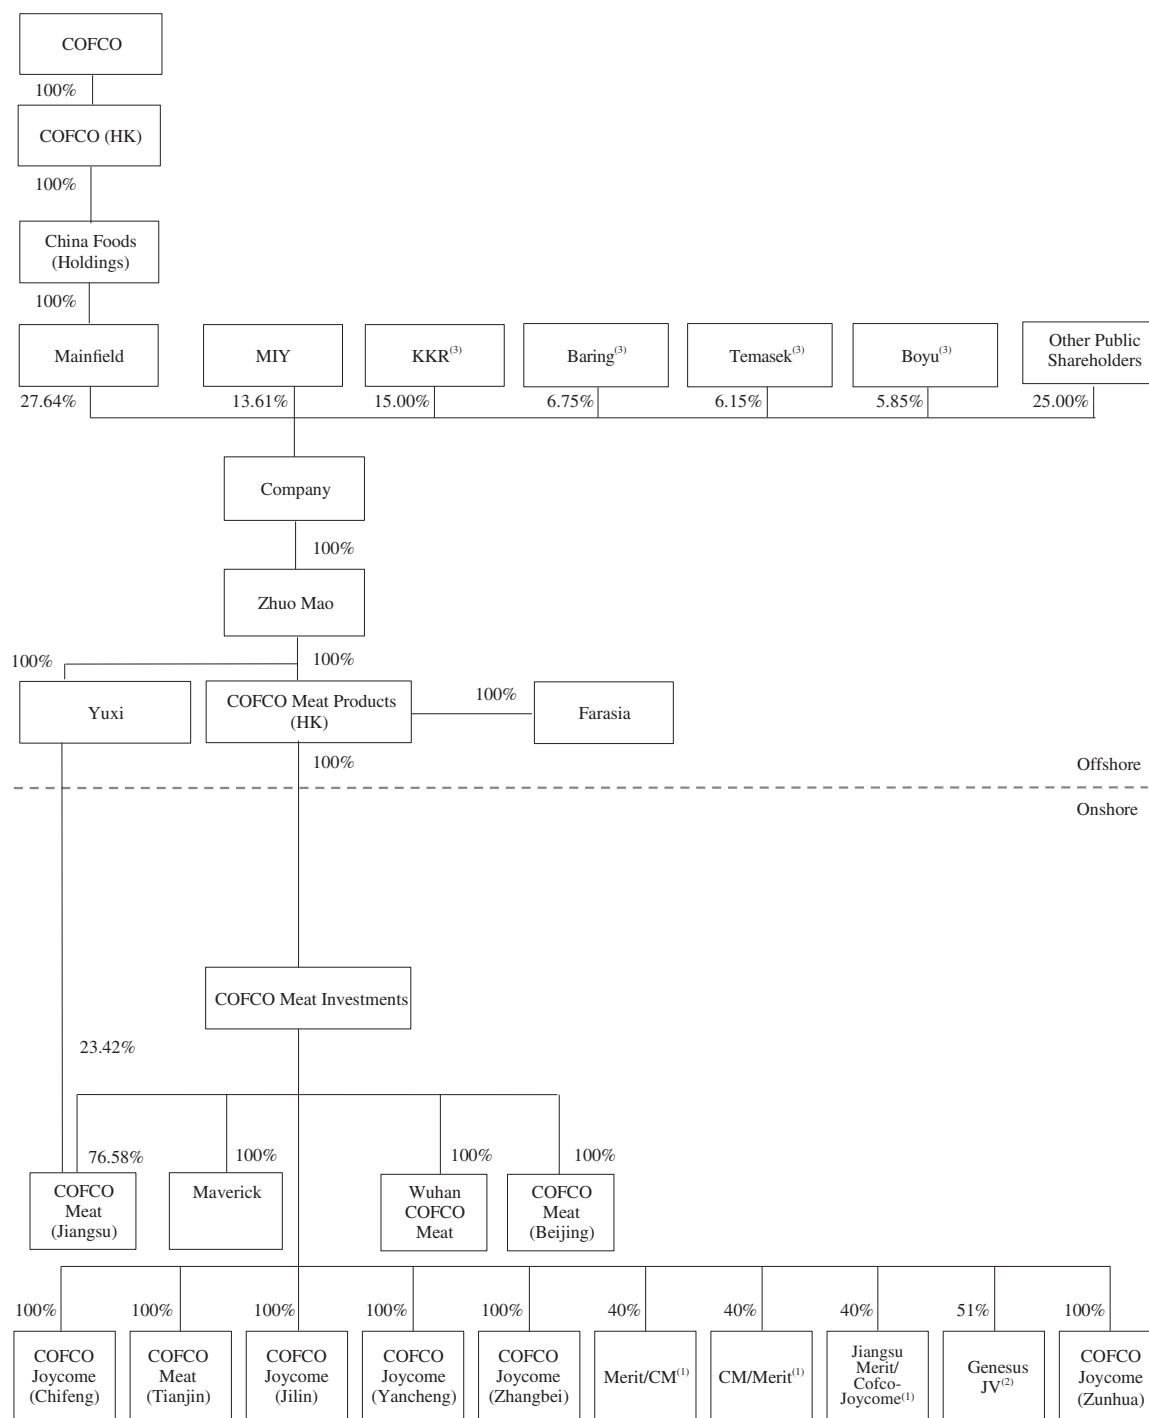 COFCO
100%
COFCO (HK)
100%
China Foods
(Holdings)
100%
Mainfield
MIY
KKR(3)
Baring(3)
Temasek(3)
Boyu(3)
Other Public
Shareholders
27.64%
13.61%
15.00%
6.75%
6.15%
5.85%
25.00%
Company
100%
Zhuo Mao
100%
100%
Yuxi
COFCO Meat Products
(HK)
100%
Farasia
100%
Offshore
Onshore
COFCO Meat Investments
23.42%
76.58%
100%
100%
100%
COFCO
Meat
(Jiangsu)
Maverick
Wuhan
COFCO
Meat
COFCO
Meat
(Beijing)
100%
100%
100%
100%
100%
40%
40%
40%
51%
100%
COFCO
Joycome
(Chifeng)
COFCO
Meat
(Tianjin)
COFCO
Joycome
(Jilin)
COFCO
Joycome
(Yancheng)
COFCO
Joycome
(Zhangbei)
Merit/CM(1)
CM/Merit(1)
Jiangsu
Merit/
Cofco-
Joycome(1)
Genesus
JV(2)
COFCO
Joycome
(Zunhua)